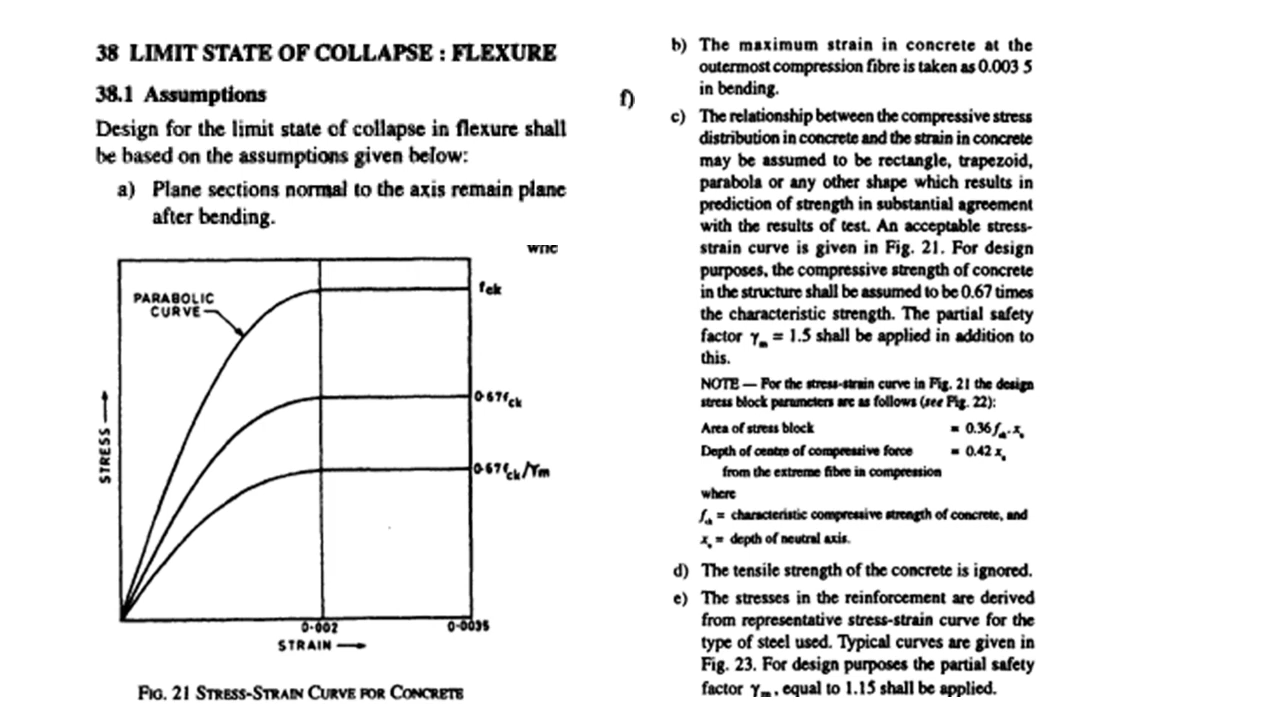 38 LIMIT STATE OF COLLAPSE : FLEXURE
38.1 Assumptions
Design for the limit state of collapse in flexure shall
be based on the assumptions given below:
a) Plane sections normal to the axis remain plane
after bending.
PARABOLIC
CURVE
fck
0.67fck
0.67fck/γm
STRESS
0.002
0.0035
STRAIN
FIG. 21 STRESS-STRAIN CURVE FOR CONCRETE
f)
b) The maximum strain in concrete at the
outermost compression fibre is taken as 0.003 5
in bending.
c) The relationship between the compressive stress
distribution in concrete and the strain in concrete
may be assumed to be rectangle, trapezoid,
parabola or any other shape which results in
prediction of strength in substantial agreement
with the results of test. An acceptable stress-
strain curve is given in Fig. 21. For design
purposes, the compressive strength of concrete
in the structure shall be assumed to be 0.67 times
the characteristic strength. The partial safety
factor γm = 1.5 shall be applied in addition to
this.
NOTE — For the stress-strain curve in Fig. 21 the design
stress block parameters are as follows (see Fig. 22):
Area of stress block = 0.36 fck.xu
Depth of centre of compressive force = 0.42 xu
from the extreme fibre in compression
where
fck = characteristic compressive strength of concrete, and
xu = depth of neutral axis.
d) The tensile strength of the concrete is ignored.
e) The stresses in the reinforcement are derived
from representative stress-strain curve for the
type of steel used. Typical curves are given in
Fig. 23. For design purposes the partial safety
factor γm, equal to 1.15 shall be applied.